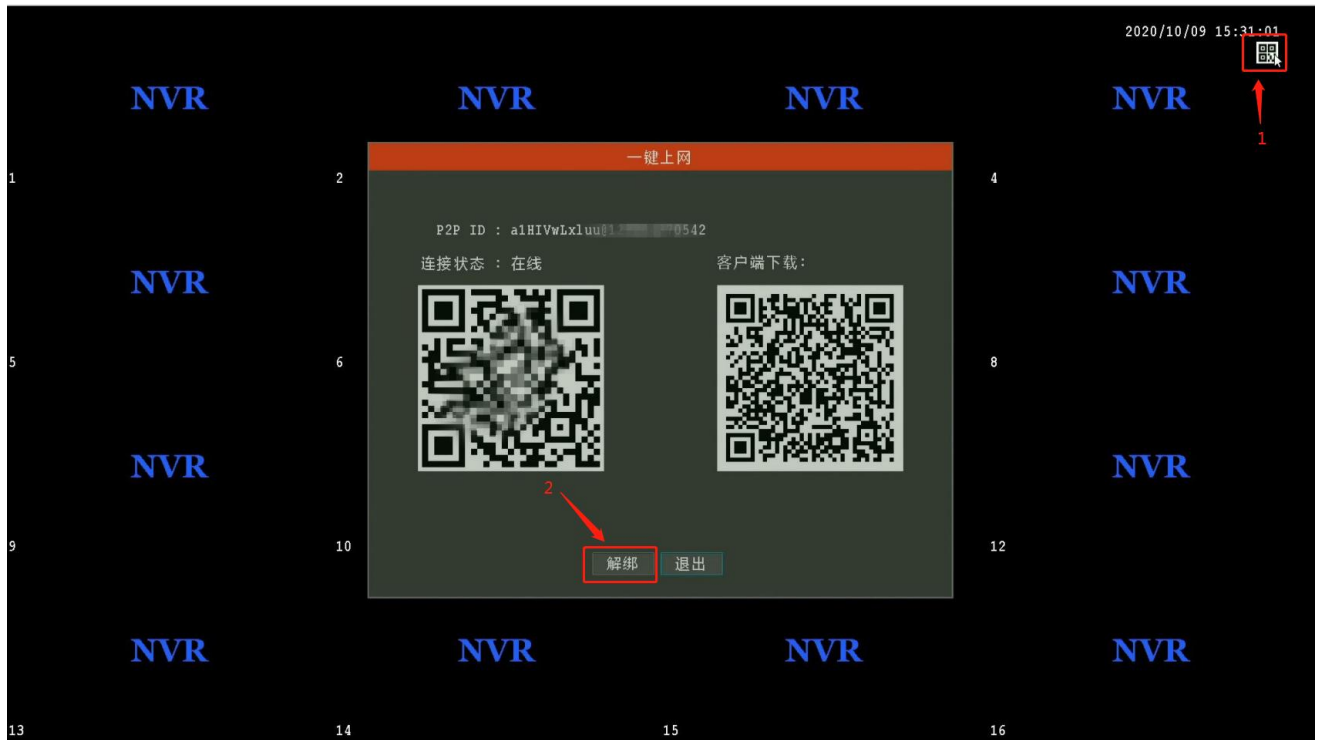 2020/10/09 15:31:01
NVR NVR NVR NVR
1
一键上网
1 2 4
P2P ID : a1HIVwLxluu 0542
连接状态 : 在线 客户端下载:
NVR NVR
5 6 8
NVR NVR
2
9 10 12
解绑 退出
NVR NVR NVR NVR
13 14 15 16